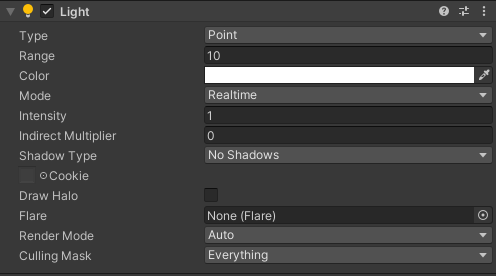 Light
Type Point
Range 10
Color
Mode Realtime
Intensity 1
Indirect Multiplier 0
Shadow Type No Shadows
Cookie
Draw Halo
Flare None (Flare)
Render Mode Auto
Culling Mask Everything